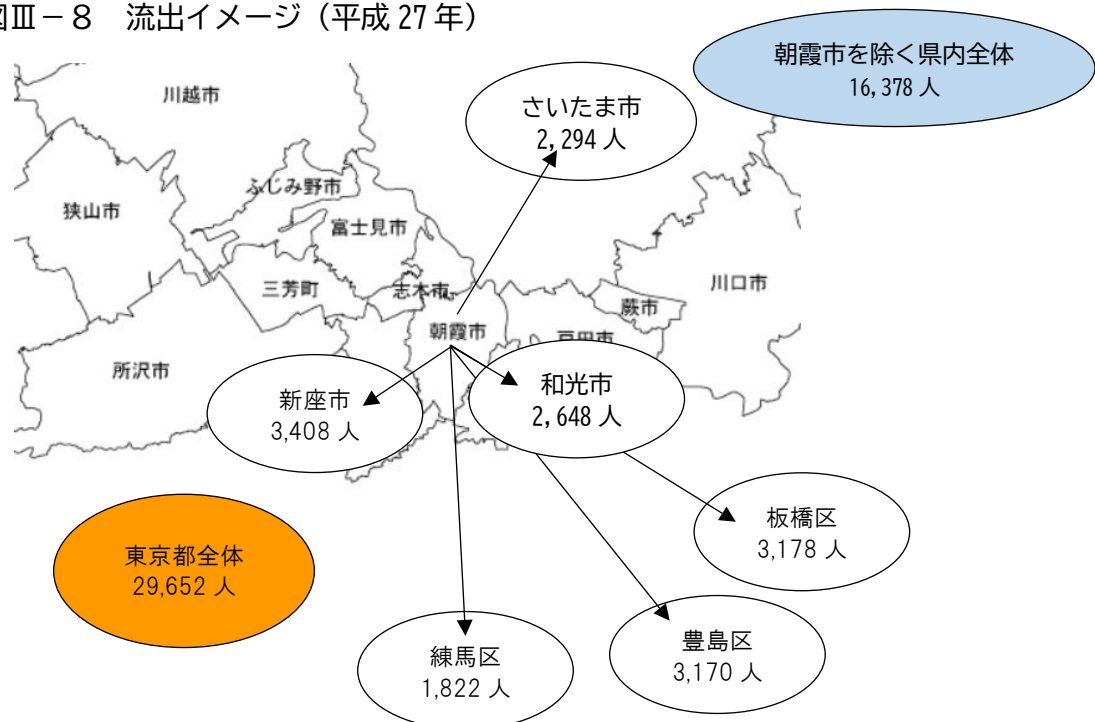 図Ⅲ－８　流出イメージ（平成 27 年）
朝霞市を除く県内全体
16,378 人
川越市
さいたま市
2,294 人
ふじみ野市
狭山市
富士見市
川口市
三芳町
志木市
蕨市
朝霞市
戸田市
所沢市
新座市
3,408 人
和光市
2,648 人
板橋区
3,178 人
東京都全体
29,652 人
豊島区
3,170 人
練馬区
1,822 人